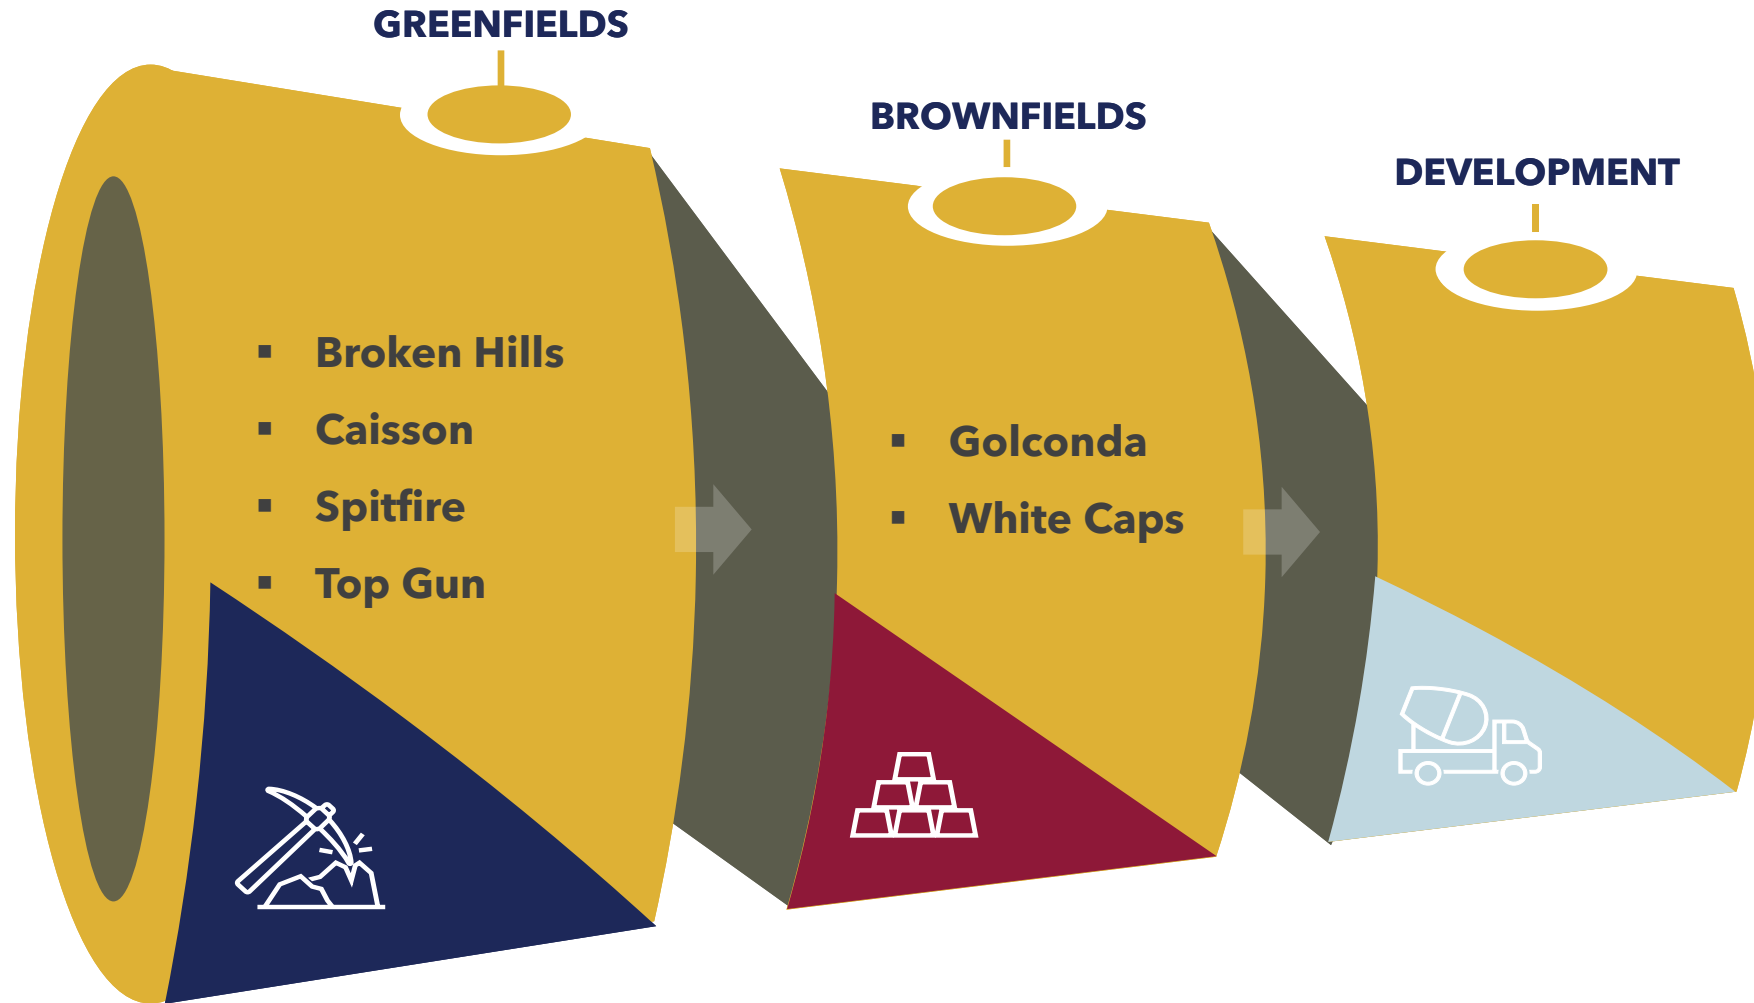 GREENFIELDS
▪ Broken Hills
▪ Caisson
▪ Spitfire
▪ Top Gun
BROWNFIELDS
▪ Golconda
▪ White Caps
DEVELOPMENT